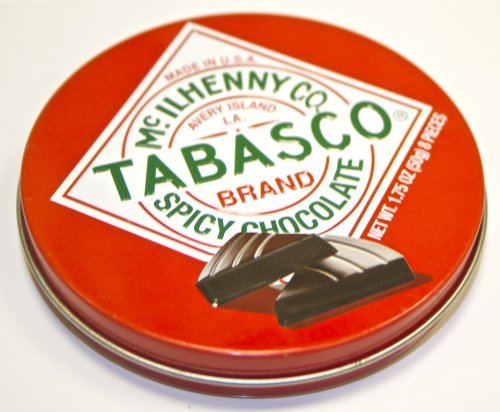 MADE IN U.S.A.
McILHENNY CO.
AVERY ISLAND
LA.
TABASCO®
BRAND
SPICY CHOCOLATE
NET WT. 1.75 OZ (50g) 8 PIECES